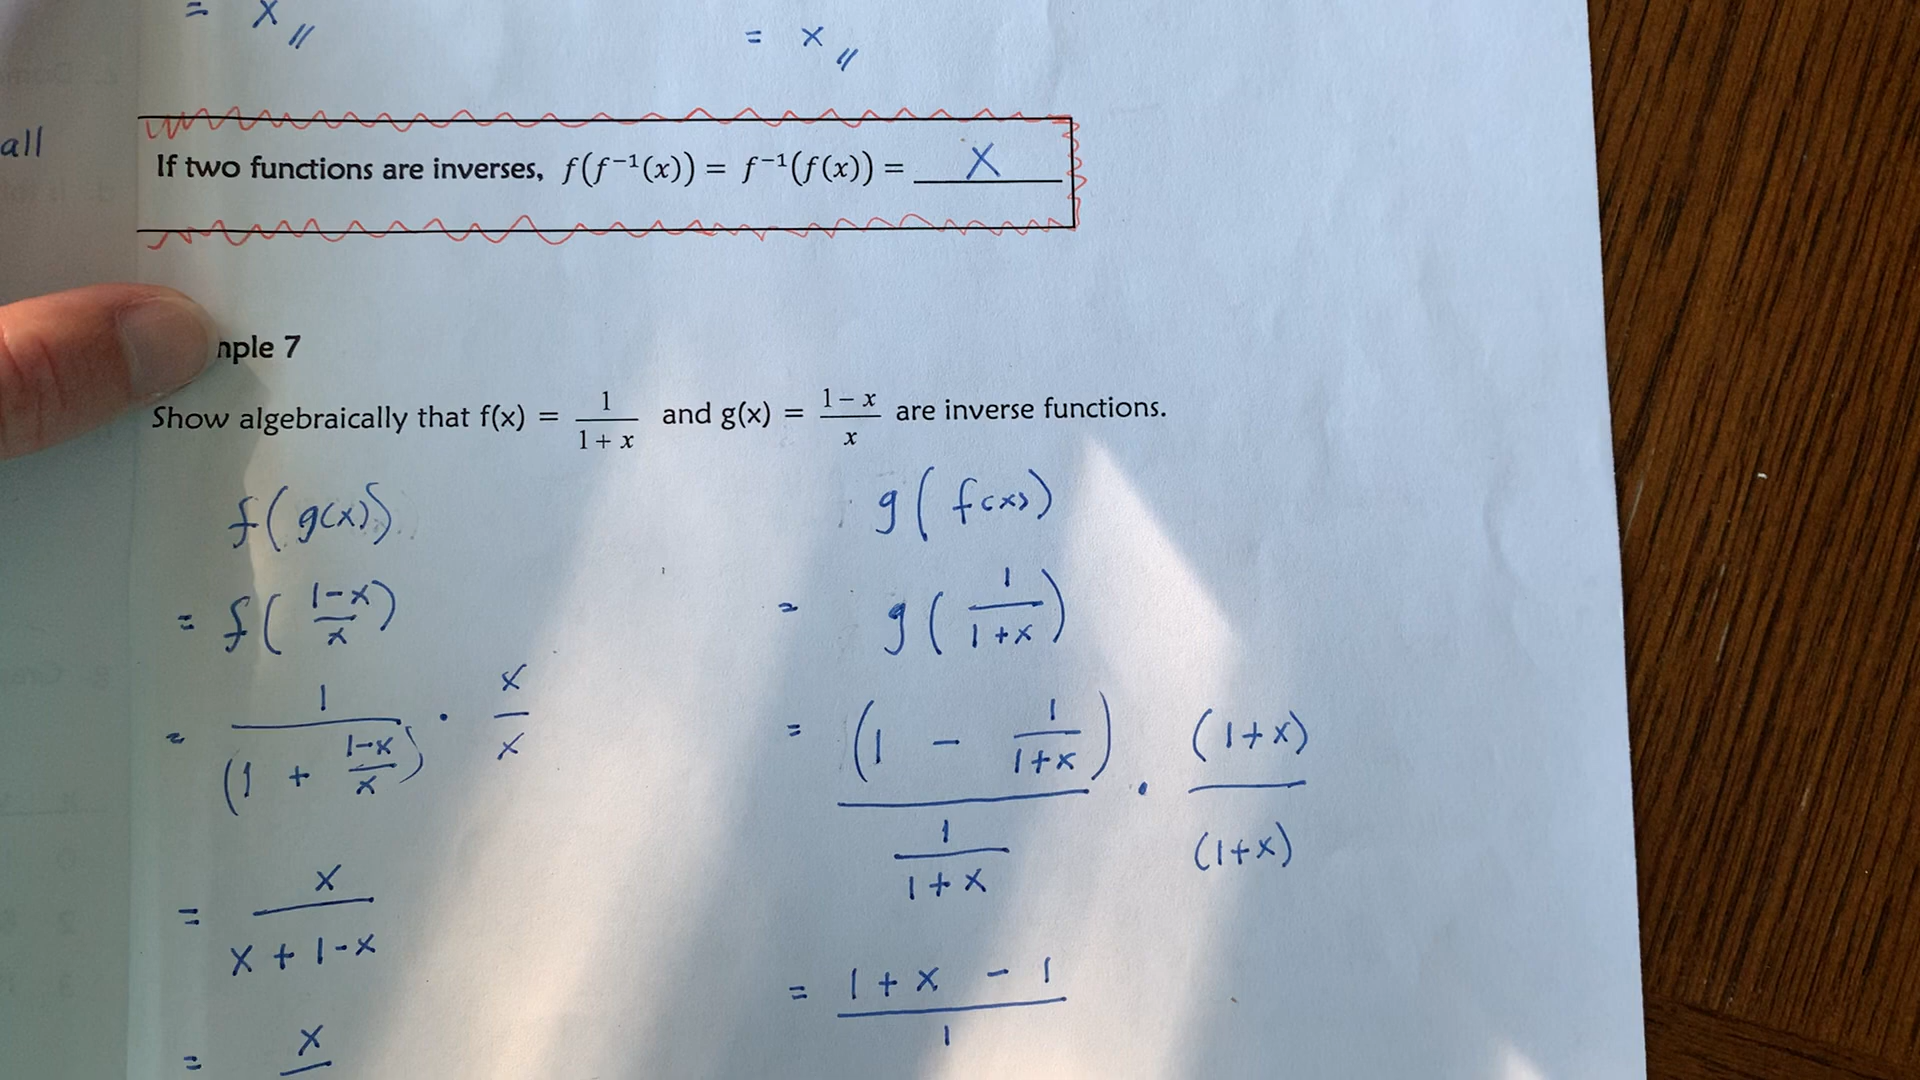 = x //
= x //
all
If two functions are inverses, f(f⁻¹(x)) = f⁻¹(f(x)) = X
nple 7
Show algebraically that f(x) = 1/(1 + x) and g(x) = (1 − x)/x are inverse functions.
f(g(x))
= f((1-x)/x)
= 1/(1 + (1-x)/x) · x/x
= x/(x + 1-x)
= x
g(f(x))
= g(1/(1+x))
= (1 - 1/(1+x))/(1/(1+x)) · (1+x)/(1+x)
= (1+x - 1)/1